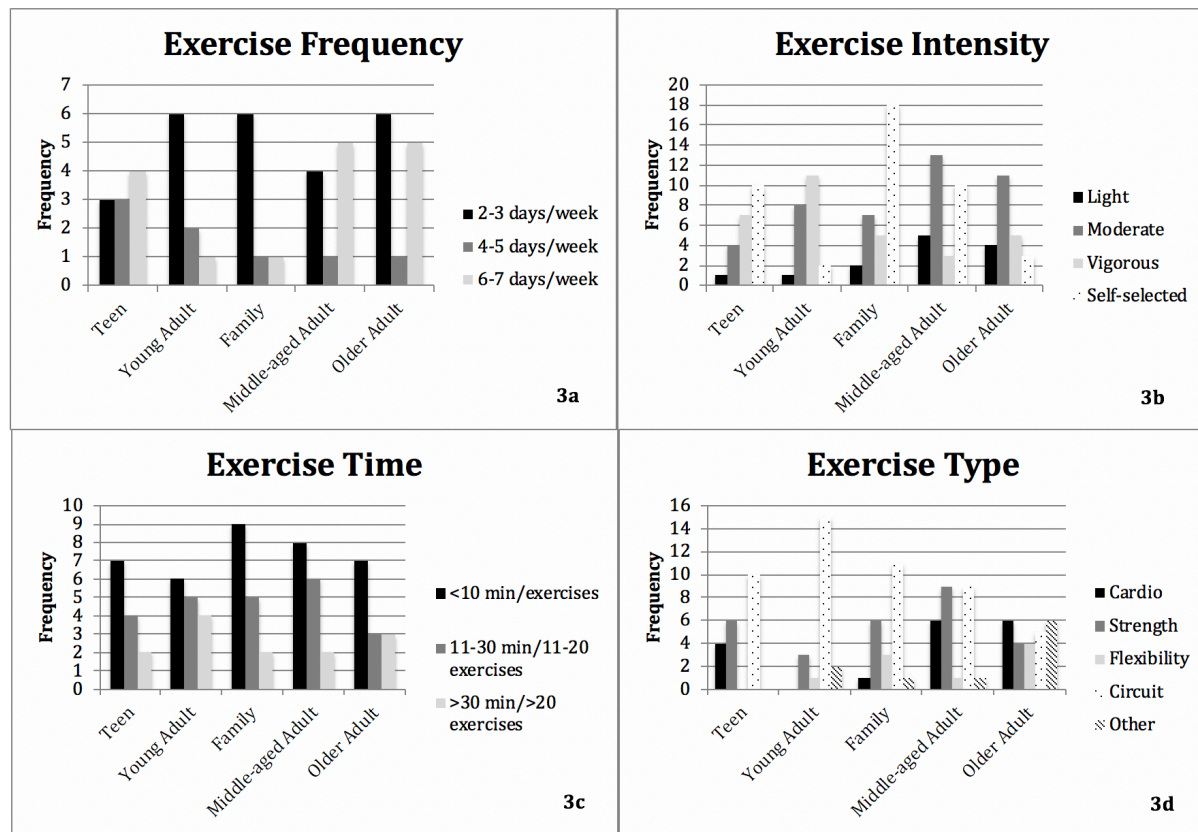 Exercise Frequency
Frequency
7
6
5
4
3
2
1
0
Teen
Young Adult
Family
Middle-aged Adult
Older Adult
2-3 days/week
4-5 days/week
6-7 days/week
3a
Exercise Intensity
Frequency
20
18
16
14
12
10
8
6
4
2
0
Teen
Young Adult
Family
Middle-aged Adult
Older Adult
Light
Moderate
Vigorous
Self-selected
3b
Exercise Time
Frequency
10
9
8
7
6
5
4
3
2
1
0
Teen
Young Adult
Family
Middle-aged Adult
Older Adult
<10 min/exercises
11-30 min/11-20
exercises
>30 min/>20
exercises
3c
Exercise Type
Frequency
16
14
12
10
8
6
4
2
0
Teen
Young Adult
Family
Middle-aged Adult
Older Adult
Cardio
Strength
Flexibility
Circuit
Other
3d